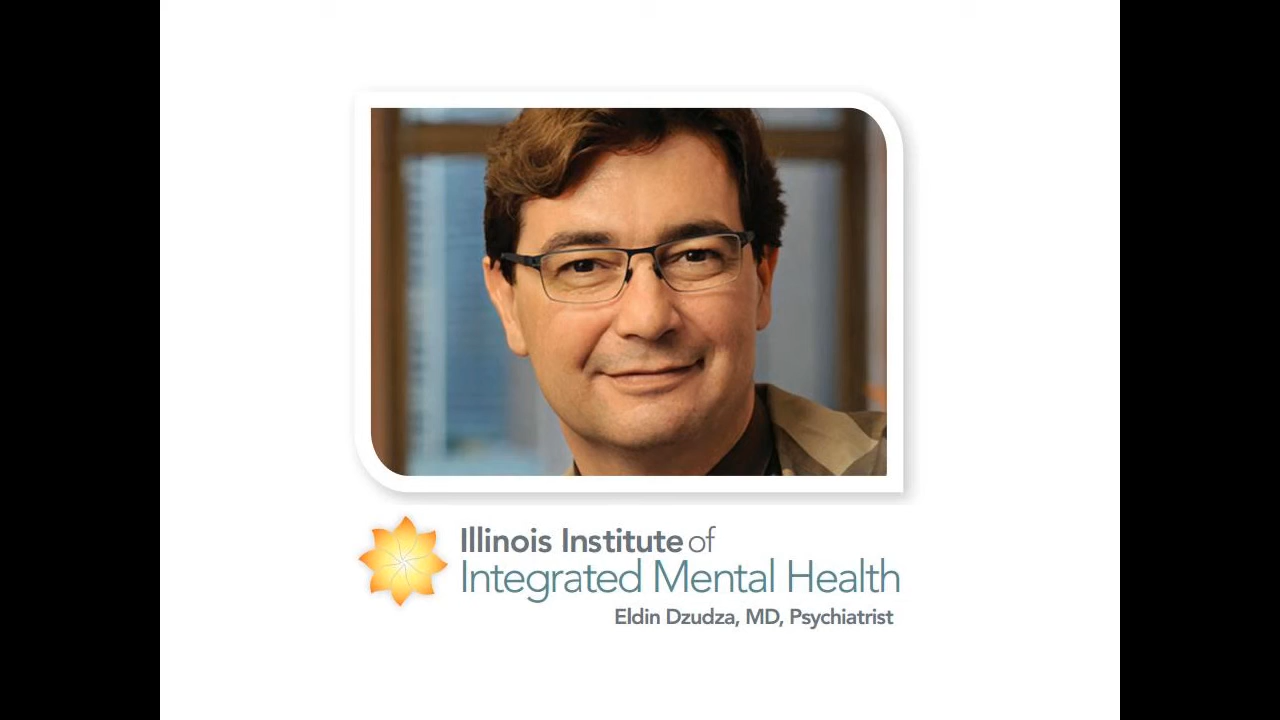 Illinois Institute of
Integrated Mental Health
Eldin Dzudza, MD, Psychiatrist